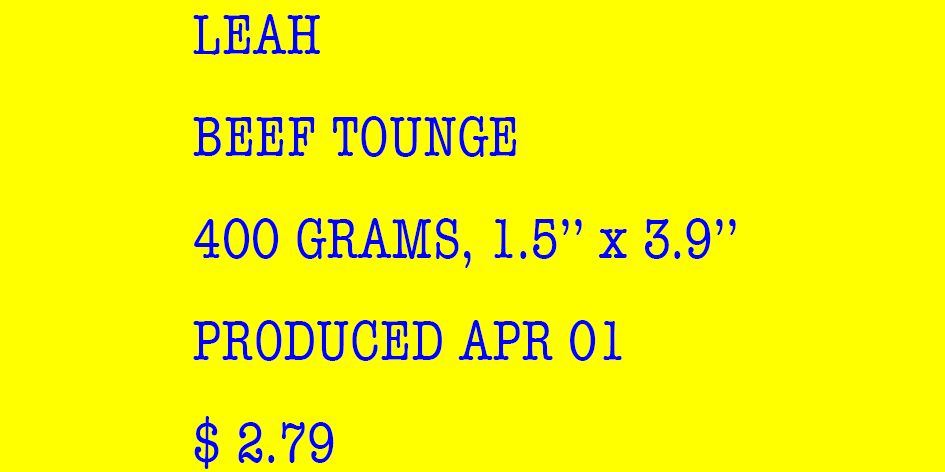 LEAH
BEEF TOUNGE
400 GRAMS, 1.5” x 3.9”
PRODUCED APR 01
$ 2.79